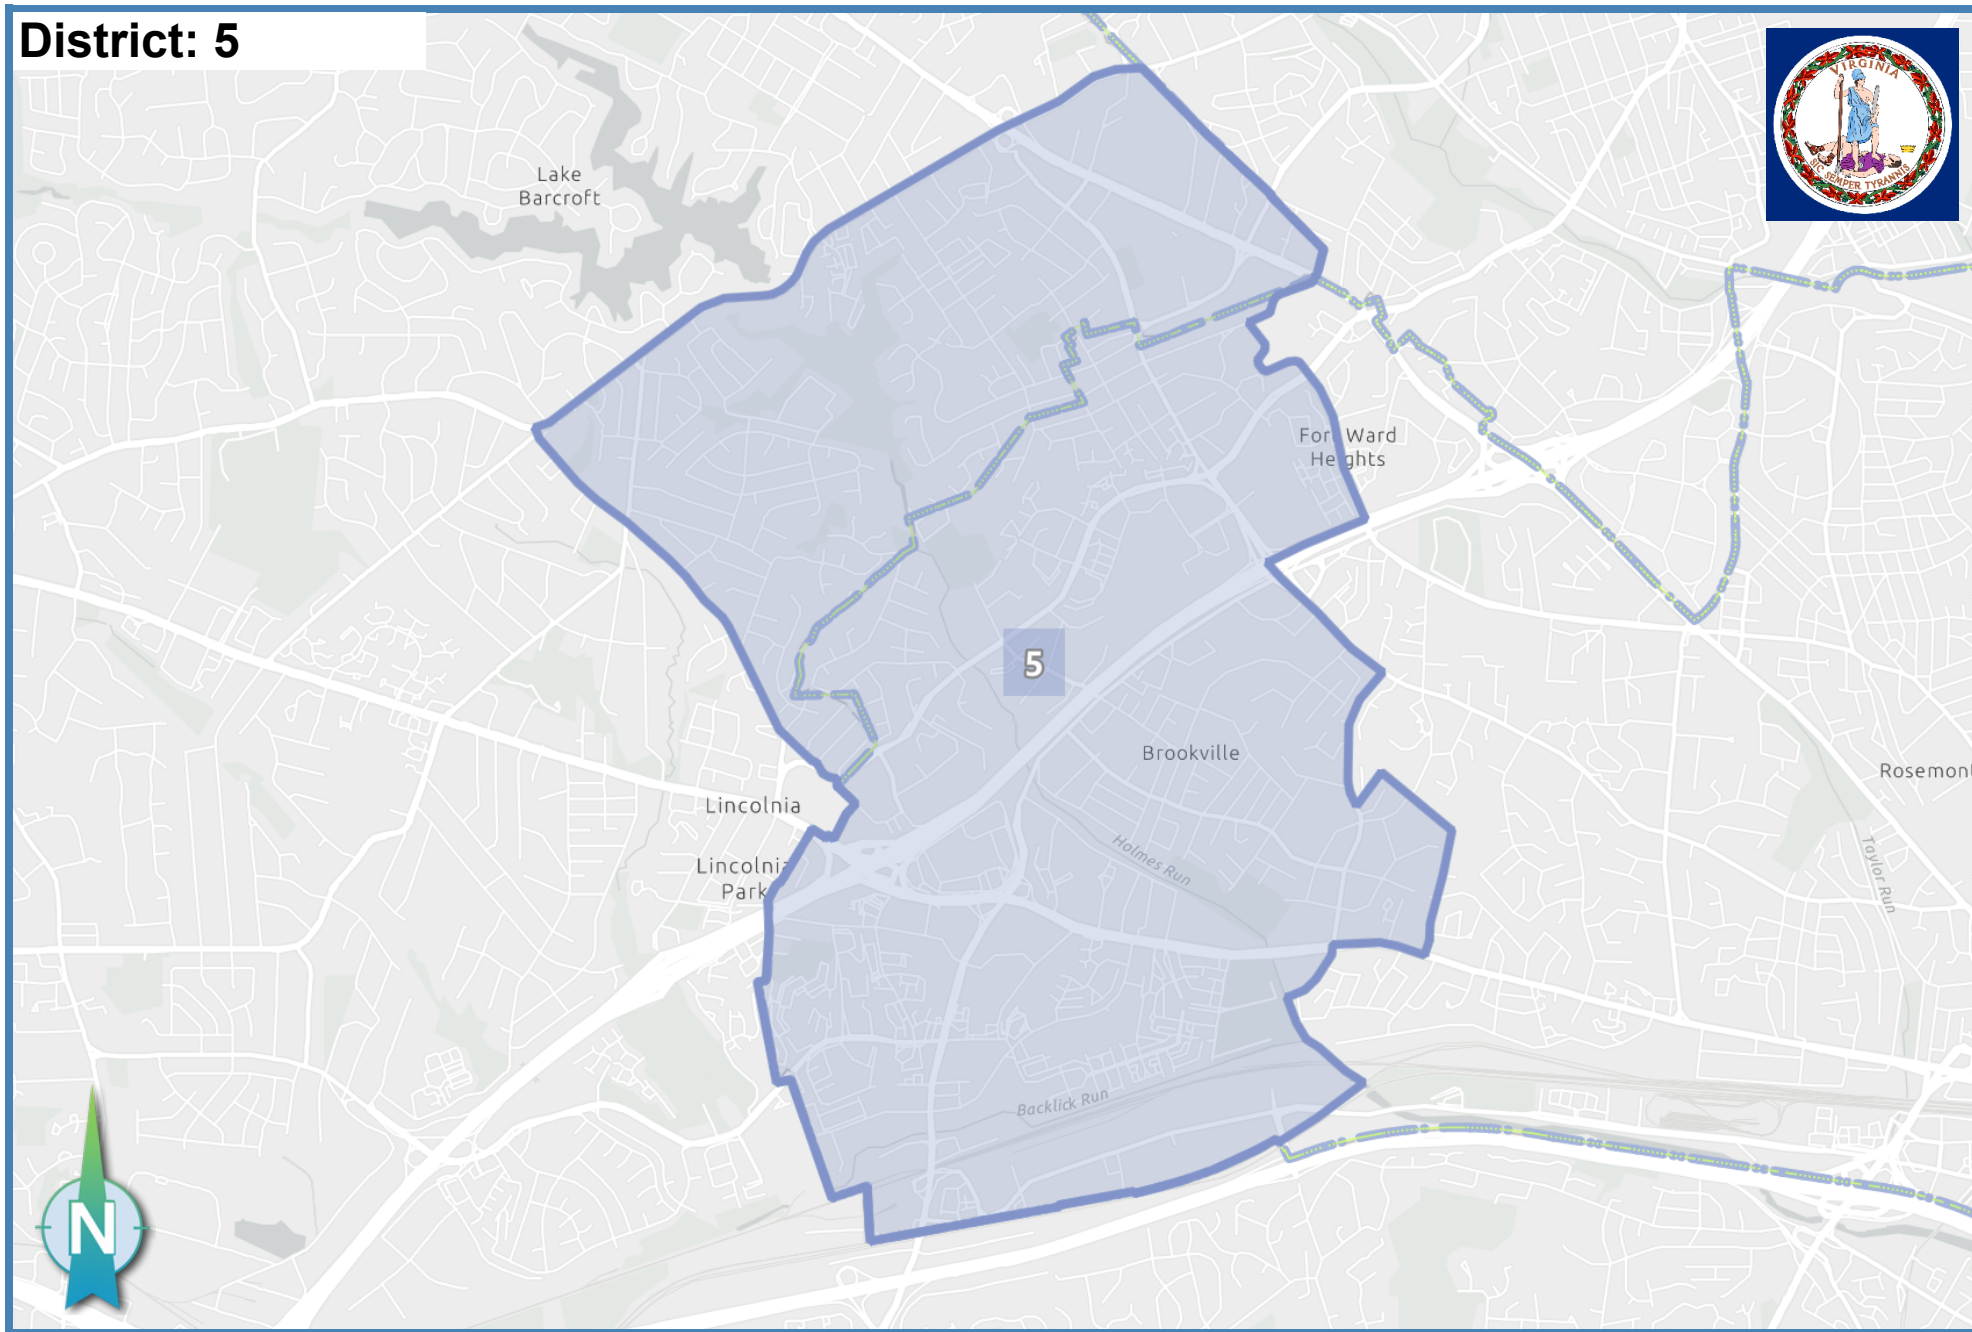 District: 5
VIRGINIA
SIC SEMPER TYRANNIS
Lake
Barcroft
Fort Ward
Heights
5
Brookville
Rosemont
Lincolnia
Holmes Run
Lincolnia
Park
Taylor Run
Backlick Run
N